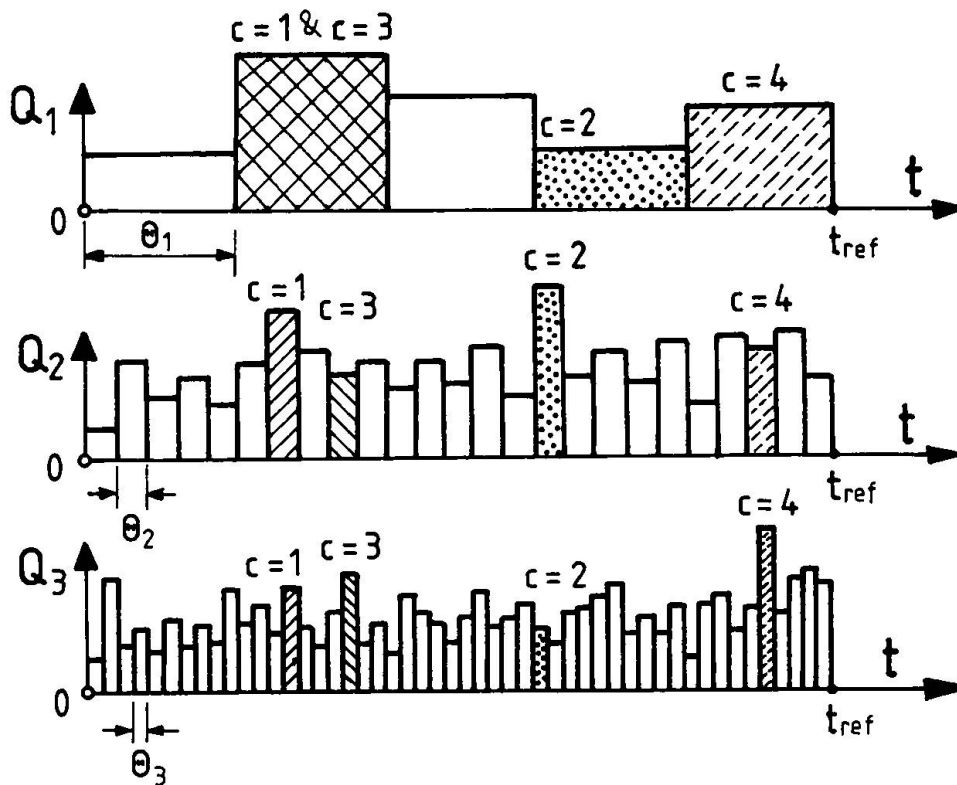 c=1 & c=3
Q1
c=2
c=4
t
0
Θ1
tref
c=1
c=3
c=2
c=4
Q2
t
0
Θ2
tref
c=1
c=3
c=2
c=4
Q3
t
0
Θ3
tref